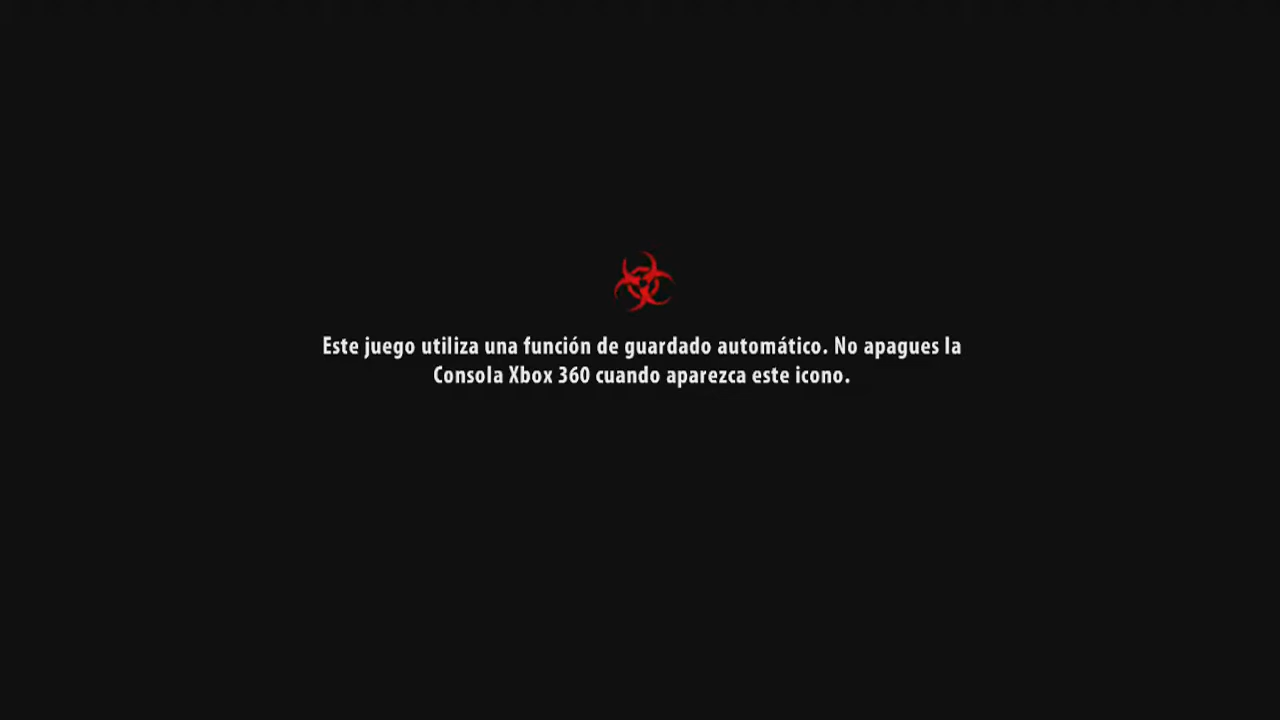 Este juego utiliza una función de guardado automático. No apagues la
Consola Xbox 360 cuando aparezca este icono.